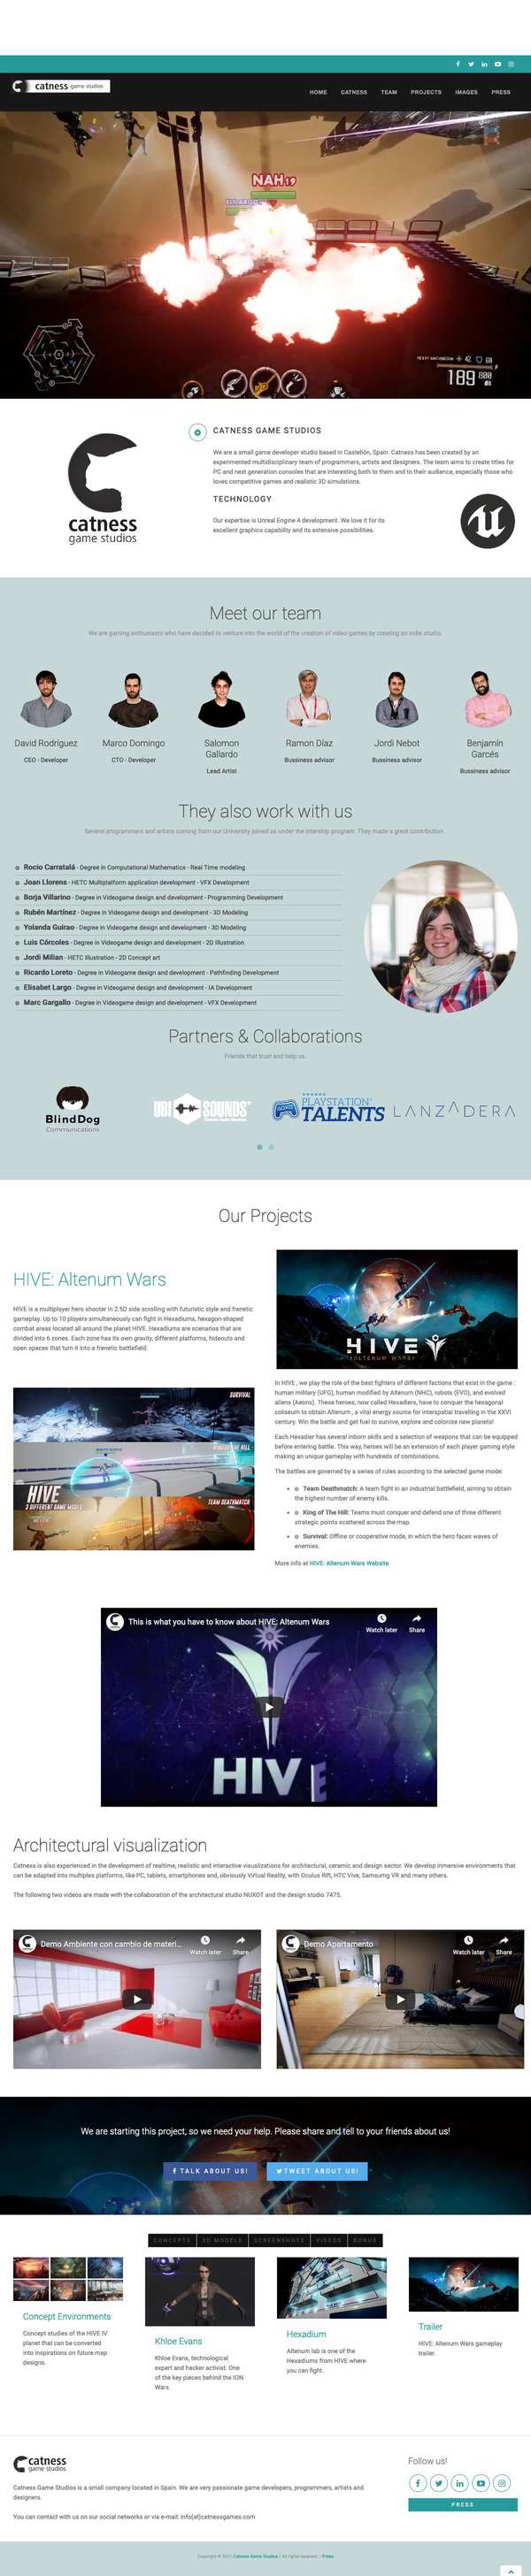 catness game studios
HOME CATNESS TEAM PROJECTS IMAGES PRESS
NAH 19
189
CATNESS GAME STUDIOS
We are a small game developer studio based in Castellón, Spain. Catness has been created by an
experimented multidisciplinary team of programmers, artists and designers. The team aims to create titles for
PC and next generation consoles that are interesting both to them and to their audience, especially those who
loves competitive games and realistic 3D simulations.
catness
game studios
TECHNOLOGY
Our expertise is Unreal Engine 4 development. We love it for its
excellent graphics capability and its extensive possibilities.
Meet our team
We are gaming enthusiasts who have decided to venture into the world of the creation of video games by creating an indie studio.
David Rodríguez
CEO - Developer
Marco Domingo
CTO - Developer
Salomon
Gallardo
Lead Artist
Ramon Díaz
Bussiness advisor
Jordi Nebot
Bussiness advisor
Benjamín
Garcés
Bussiness advisor
They also work with us
Several programmers and artists coming from our University joined us under the intership program. They made a great contribution
Rocío Carratalá - Degree in Computational Mathematics - Real Time modeling
Joan Llorens - HETC Multiplatform application development - VFX Development
Borja Villarino - Degree in Videogame design and development - Programming Development
Rubén Martínez - Degree in Videogame design and development - 3D Modeling
Yolanda Guirao - Degree in Videogame design and development - 3D Modeling
Luis Córcoles - Degree in Videogame design and development - 2D Illustration
Jordi Milian - HETC Illustration - 2D Concept art
Ricardo Loreto - Degree in Videogame design and development - Pathfinding Development
Elisabet Largo - Degree in Videogame design and development - IA Development
Marc Gargallo - Degree in Videogame design and development - VFX Development
Partners & Collaborations
Friends that trust and help us.
BlindDog
Communications
UBI SOUNDS
PLAYSTATION
TALENTS
LANZADERA
Our Projects
HIVE: Altenum Wars
HIVE is a multiplayer hero shooter in 2.5D side scrolling with futuristic style and frenetic
gameplay. Up to 10 players simultaneously can fight in Hexadiums, hexagon-shaped
combat areas located all around the planet HIVE. Hexadiums are scenarios that are
divided into 6 zones. Each zone has its own gravity, different platforms, hideouts and
open spaces that turn it into a frenetic battlefield.
SURVIVAL
KING OF THE HILL
HIVE
3 DIFFERENT GAME MODES
TEAM DEATHMATCH
HIVE
ALTENUM WARS
In HIVE , we play the role of the best fighters of different factions that exist in the game :
human military (UFG), human modified by Altenum (NHC), robots (EVO), and evolved
aliens (Aeons). These heroes, now called Hexadiers, have to conquer the hexagonal
coliseum to obtain Altenum , a vital energy source for interspatial travelling in the XXVI
century. Win the battle and get fuel to survive, explore and colonize new planets!
Each Hexadier has several inborn skills and a selection of weapons that can be equipped
before entering battle. This way, heroes will be an extension of each player gaming style
making an unique gameplay with hundreds of combinations.
The battles are governed by a series of rules according to the selected game mode:
Team Deathmatch: A team fight in an industrial battlefield, aiming to obtain
the highest number of enemy kills.
King of The Hill: Teams must conquer and defend one of three different
strategic points scattered across the map.
Survival: Offline or cooperative mode, in which the hero faces waves of
enemies.
More info at HIVE: Altenum Wars Website
This is what you have to know about HIVE: Altenum Wars
Watch later Share
HIVE
Architectural visualization
Catness is also experienced in the development of realtime, realistic and interactive visualizations for architectural, ceramic and design sector. We develop inmersive environments that
can be adapted into multiples platforms, like PC, tablets, smartphones and, obviously Virtual Reality, with Oculus Rift, HTC Vive, Samsumg VR and many others.
The following two videos are made with the collaboration of the architectural studio NUXOT and the design studio 7475.
Demo Ambiente con cambio de materi...
Watch later Share
Demo Apartamento
Watch later Share
We are starting this project, so we need your help. Please share and tell to your friends about us!
TALK ABOUT US!
TWEET ABOUT US!
CONCEPTS 3D MODELS SCREENSHOTS VIDEOS BONUS
Concept Environments
Concept studies of the HIVE IV
planet that can be converted
into inspirations on future map
designs.
Khloe Evans
Khloe Evans, technological
expert and hacker activist. One
of the key pieces behind the ION
Wars.
Hexadium
Altenum lab is one of the
Hexadiums from HIVE where
you can fight.
Trailer
HIVE: Altenum Wars gameplay
trailer.
catness
game studios
Catness Game Studios is a small company located in Spain. We are very passionate game developers, programmers, artists and
designers.
You can contact with us on our social networks or via e-mail: info(at)catnessgames.com
Follow us!
PRESS
Copyright © 2017 Catness Game Studios / All rights reserved. / Press